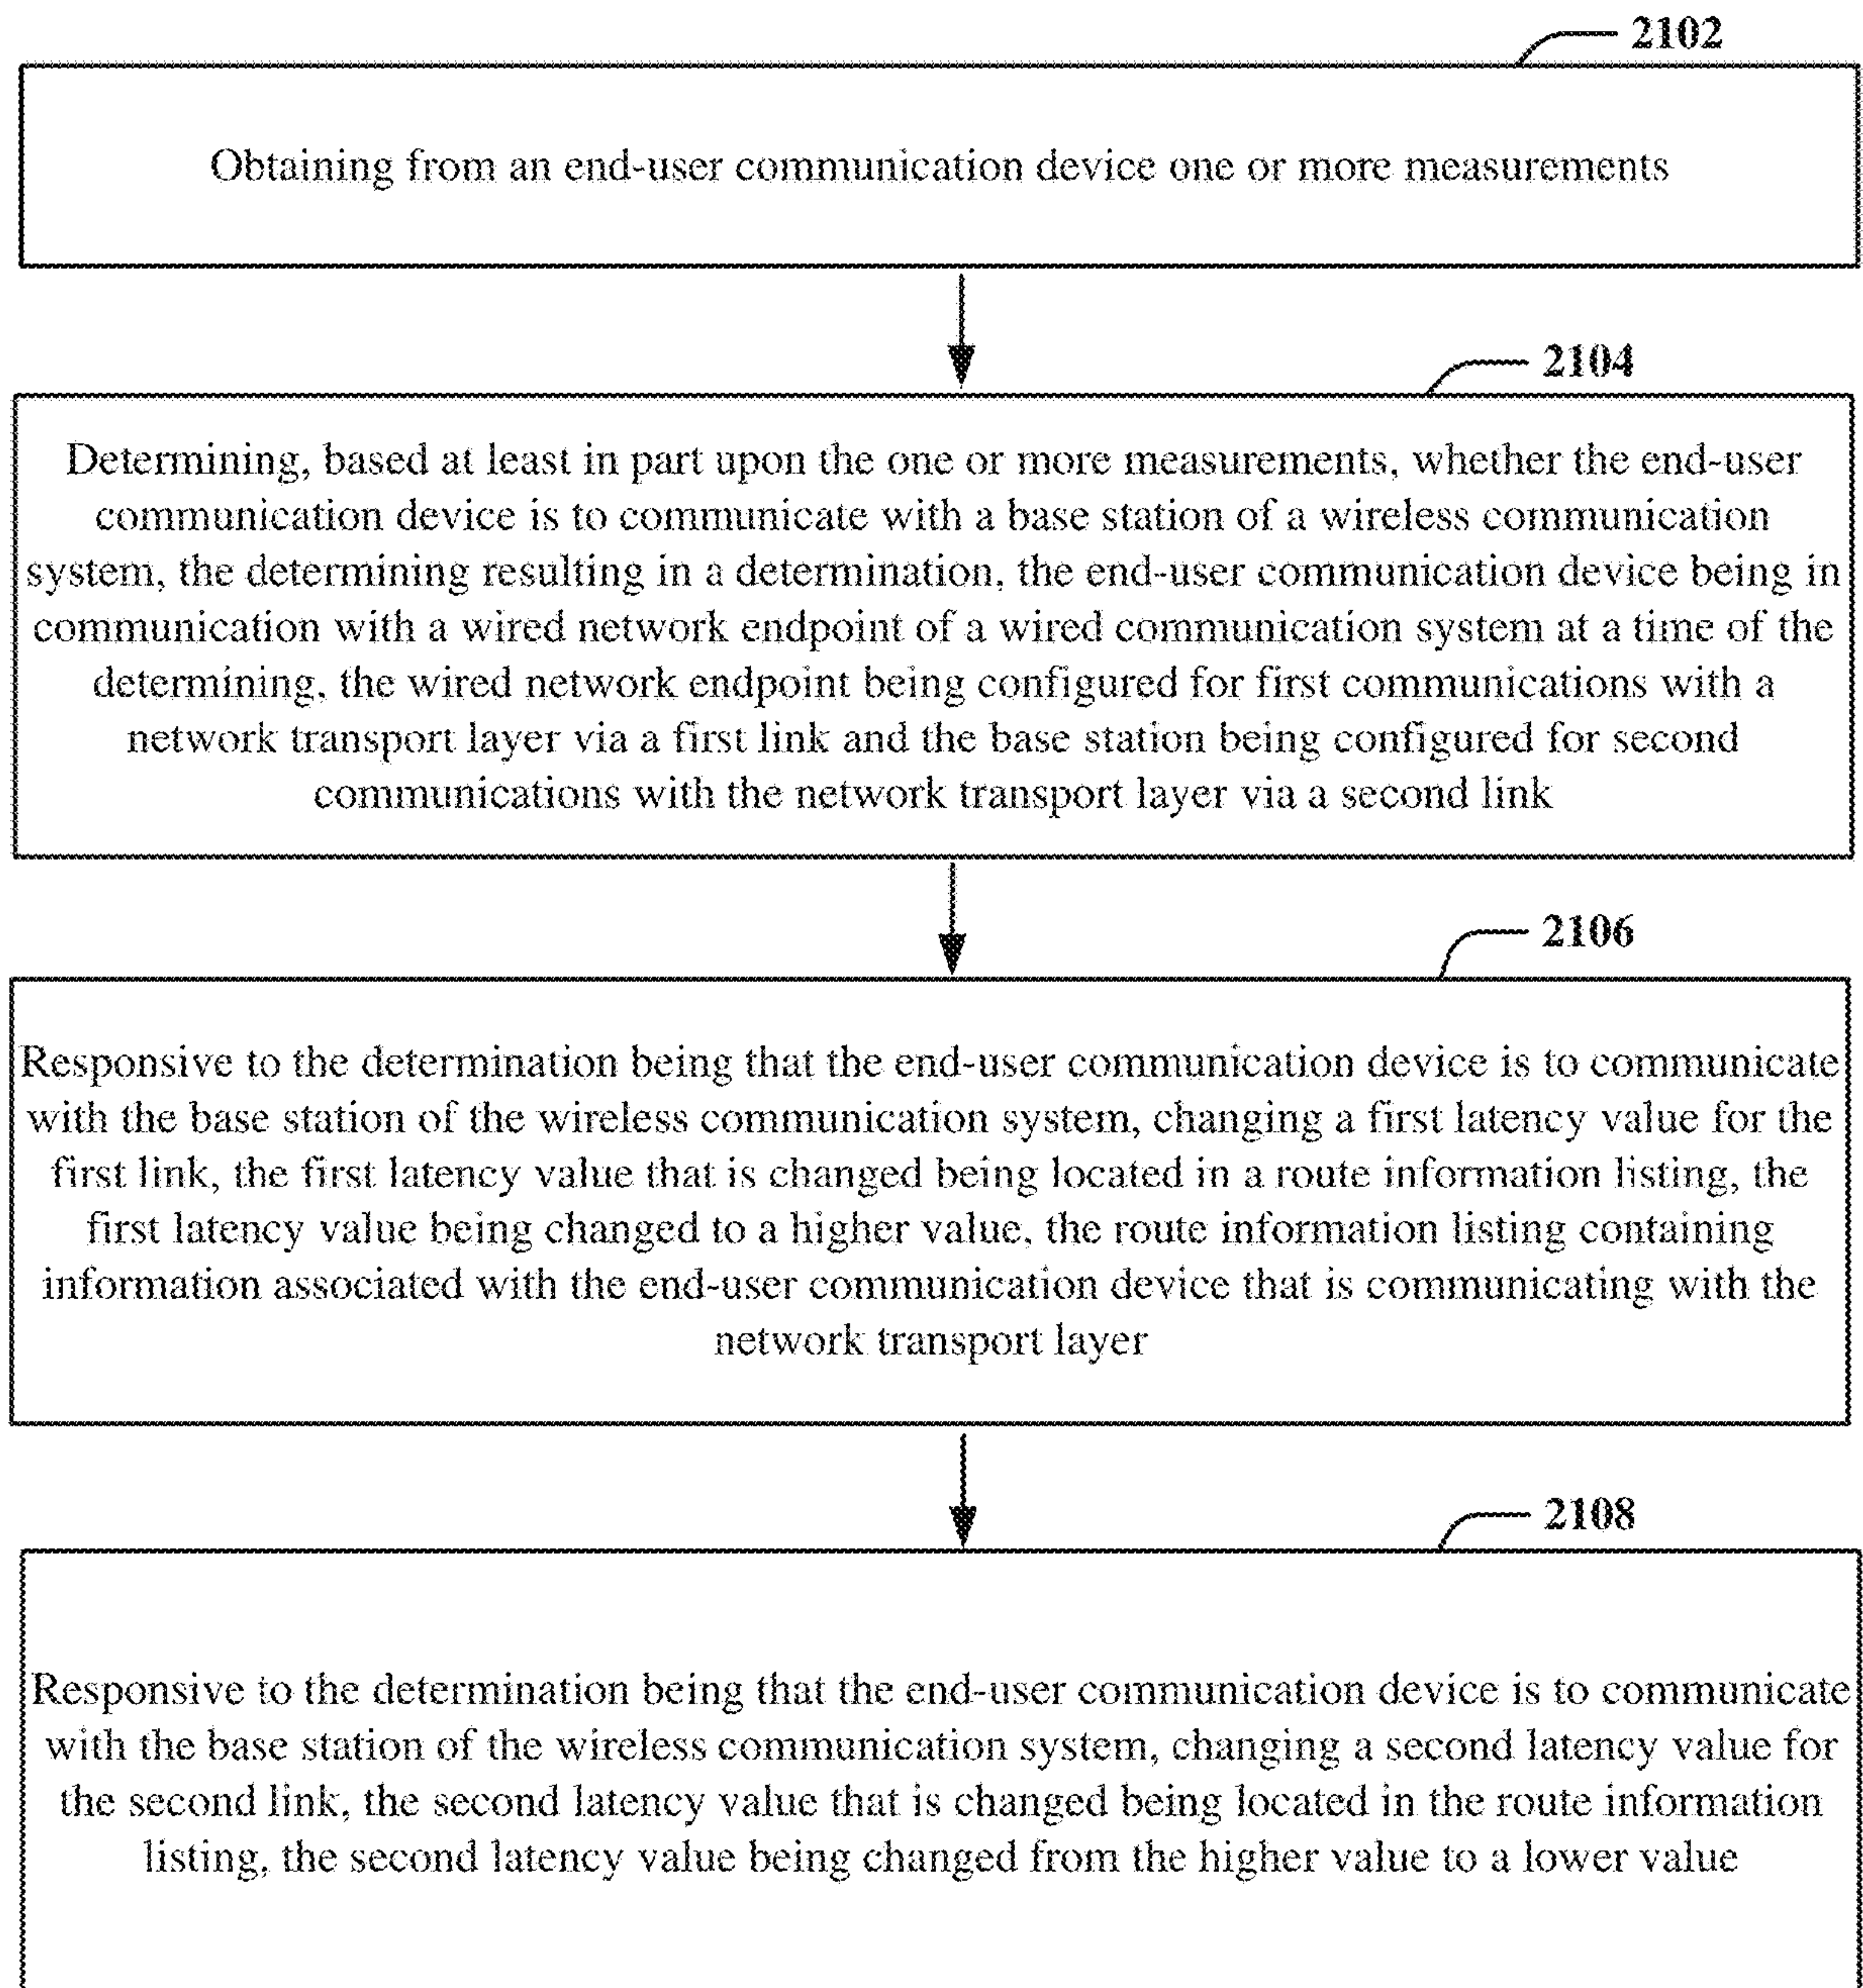 2102
Obtaining from an end-user communication device one or more measurements
2104
Determining, based at least in part upon the one or more measurements, whether the end-user
communication device is to communicate with a base station of a wireless communication
system, the determining resulting in a determination, the end-user communication device being in
communication with a wired network endpoint of a wired communication system at a time of the
determining, the wired network endpoint being configured for first communications with a
network transport layer via a first link and the base station being configured for second
communications with the network transport layer via a second link
2106
Responsive to the determination being that the end-user communication device is to communicate
with the base station of the wireless communication system, changing a first latency value for the
first link, the first latency value that is changed being located in a route information listing, the
first latency value being changed to a higher value, the route information listing containing
information associated with the end-user communication device that is communicating with the
network transport layer
2108
Responsive to the determination being that the end-user communication device is to communicate
with the base station of the wireless communication system, changing a second latency value for
the second link, the second latency value that is changed being located in the route information
listing, the second latency value being changed from the higher value to a lower value